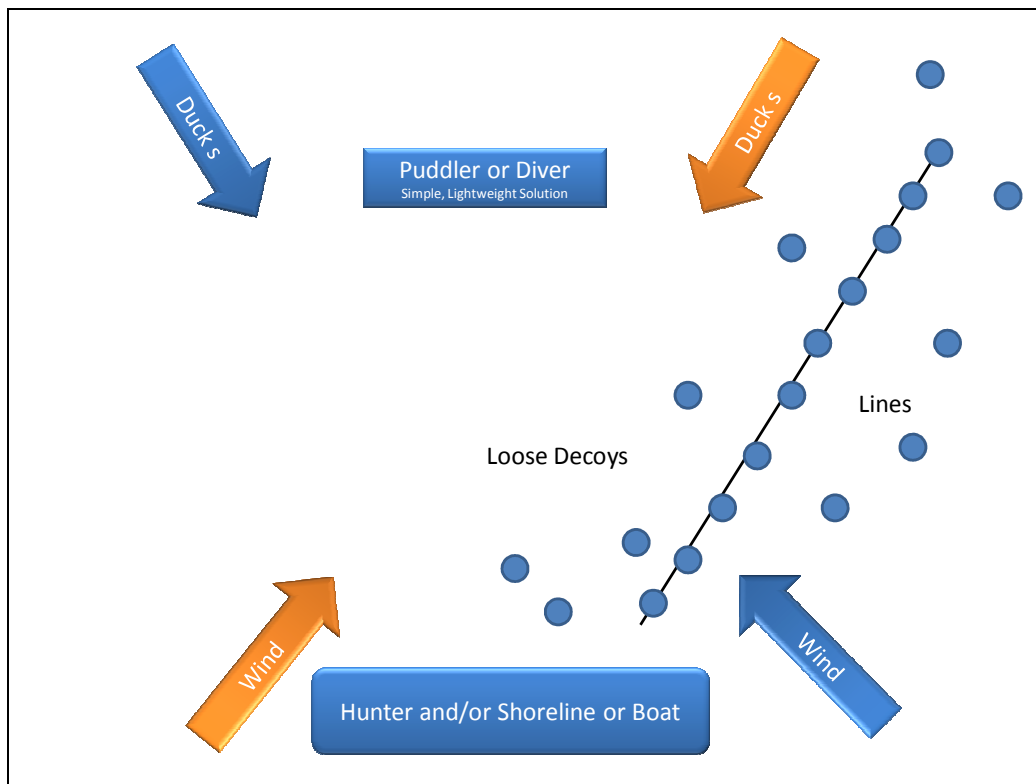 Duck s
Duck s
Puddler or Diver
Simple, Lightweight Solution
Lines
Loose Decoys
Wind
Wind
Hunter and/or Shoreline or Boat